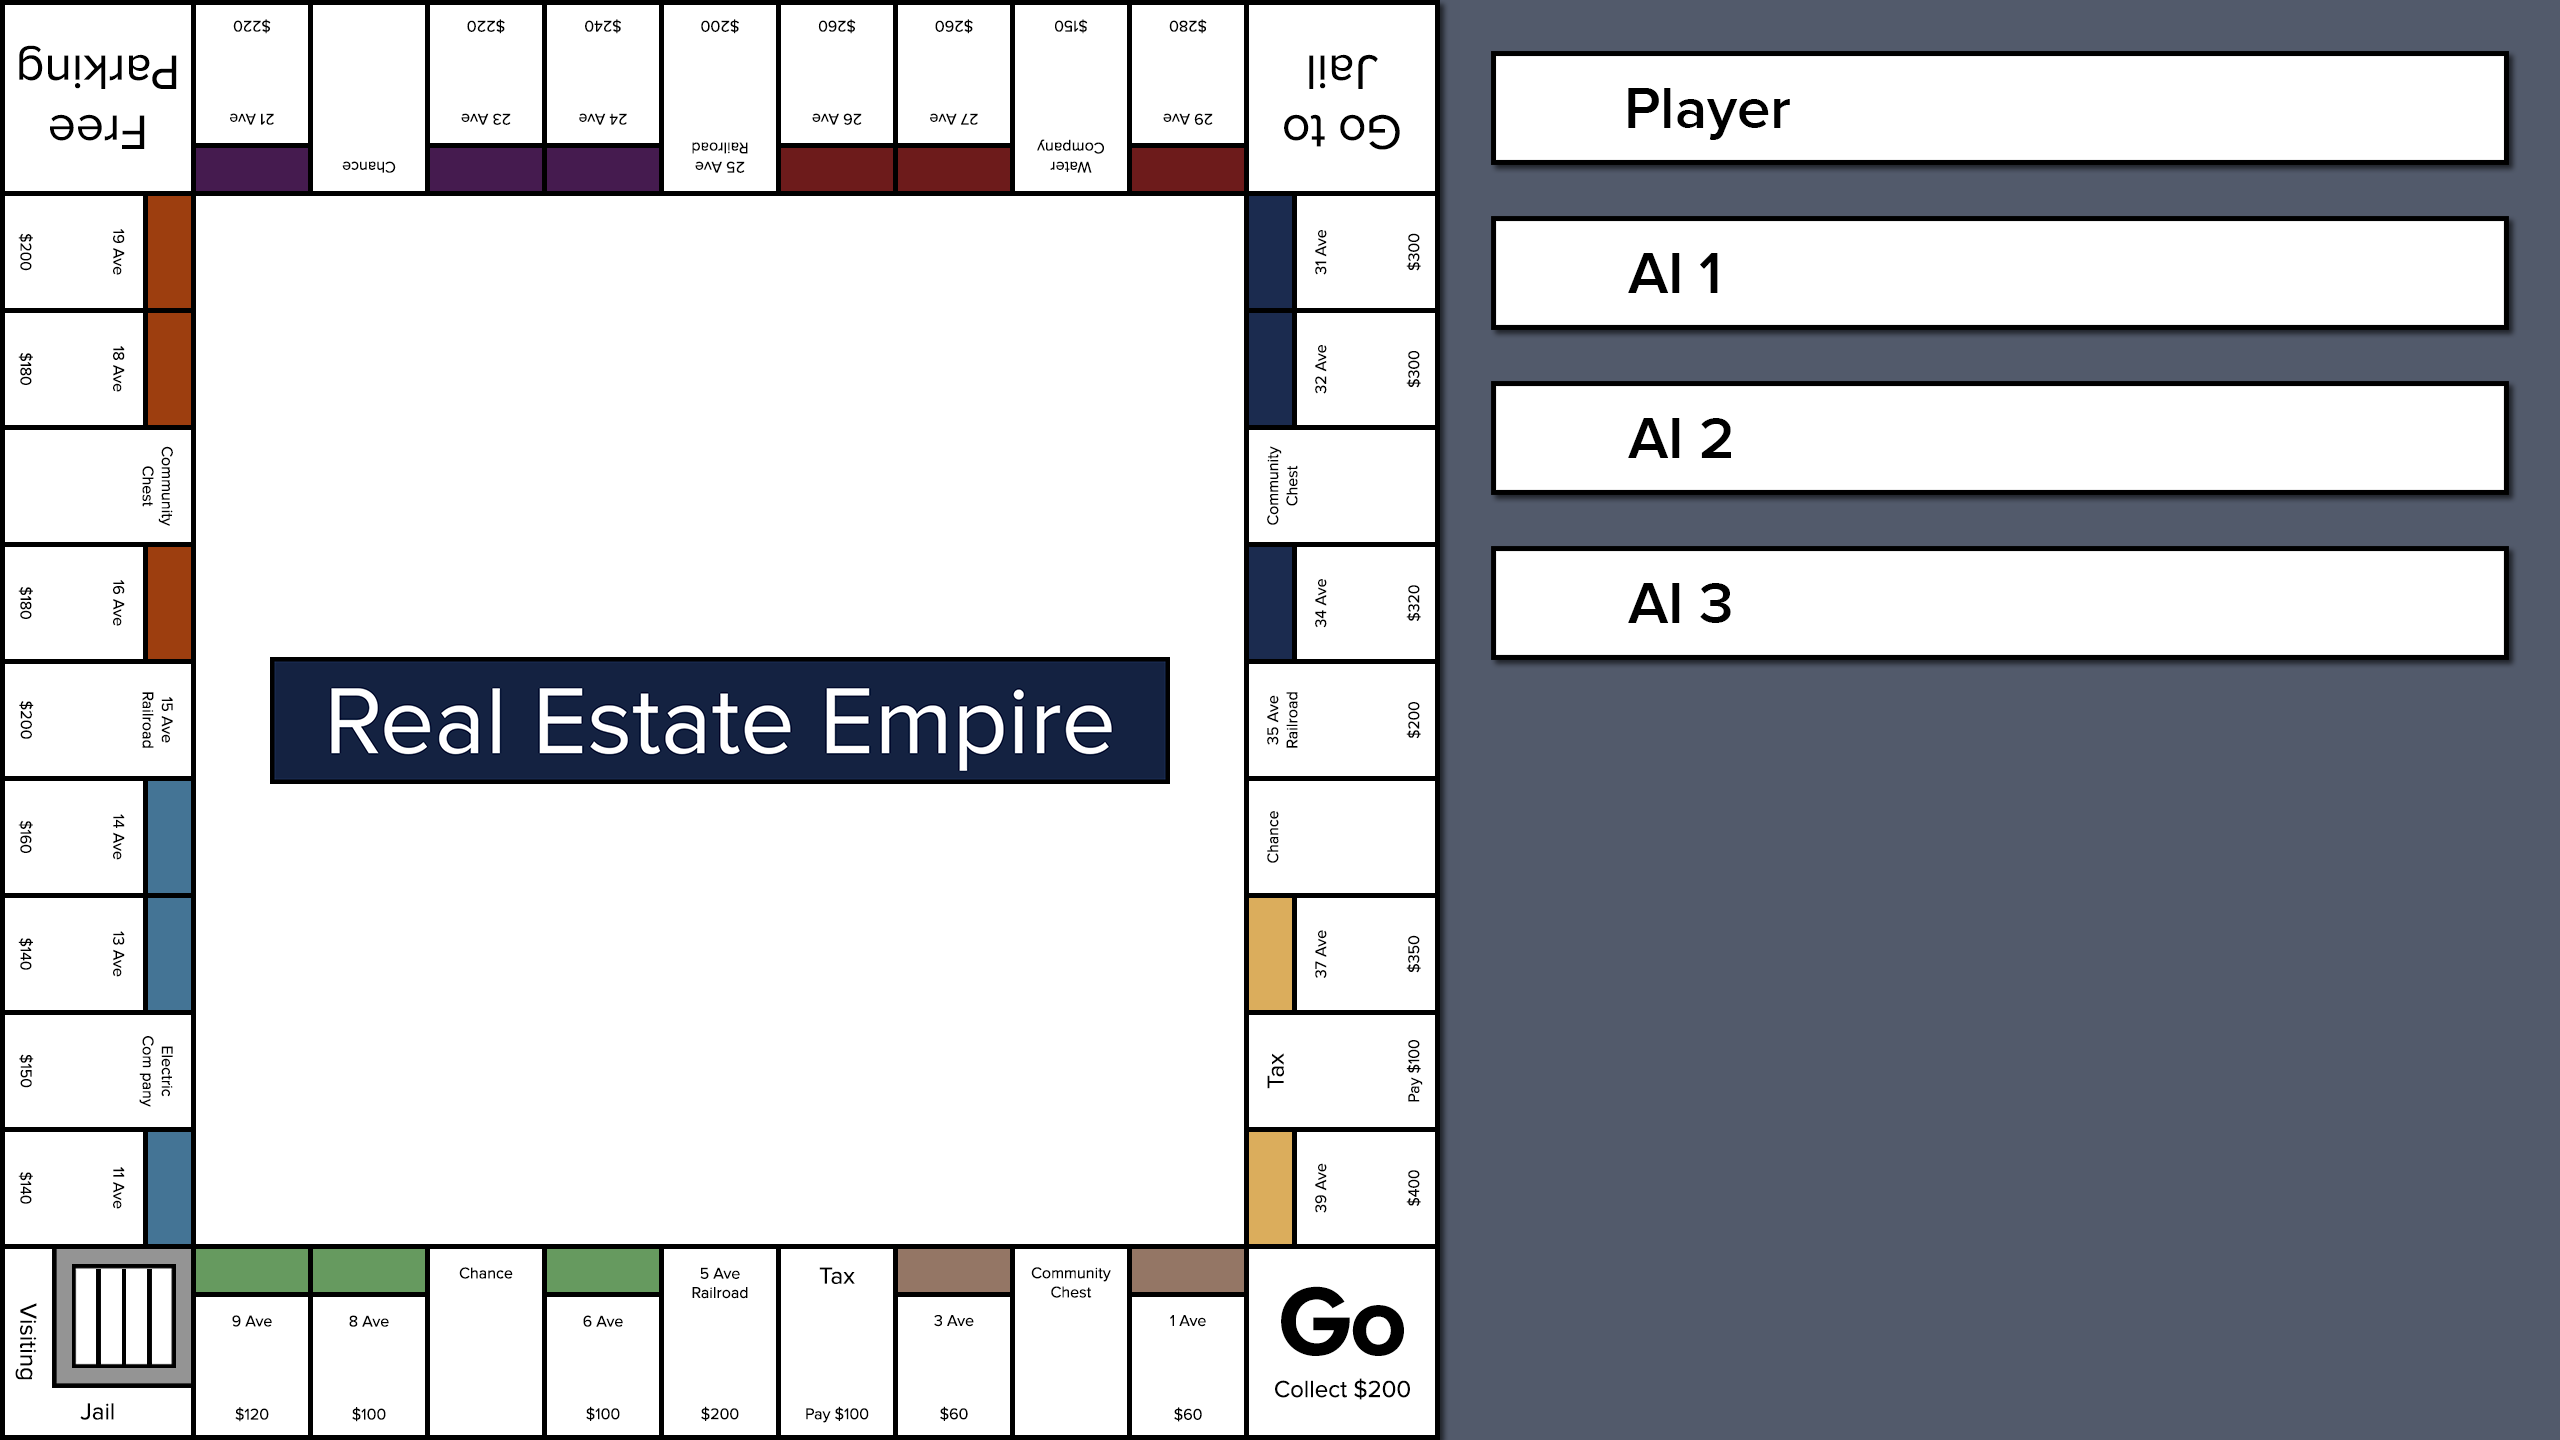 Free
Parking
21 Ave
$220
Chance
23 Ave
$220
24 Ave
$240
25 Ave
Railroad
$200
26 Ave
$260
27 Ave
$260
Water
Company
$150
29 Ave
$280
Go to
Jail
19 Ave
$200
18 Ave
$180
Community
Chest
16 Ave
$180
15 Ave
Railroad
$200
14 Ave
$160
13 Ave
$140
Electric
Com pany
$150
11 Ave
$140
Real Estate Empire
31 Ave
$300
32 Ave
$300
Community
Chest
34 Ave
$320
35 Ave
Railroad
$200
Chance
37 Ave
$350
Tax
Pay $100
39 Ave
$400
Visiting
Jail
9 Ave
$120
8 Ave
$100
Chance
6 Ave
$100
5 Ave
Railroad
$200
Tax
Pay $100
3 Ave
$60
Community
Chest
1 Ave
$60
Go
Collect $200
Player
AI 1
AI 2
AI 3